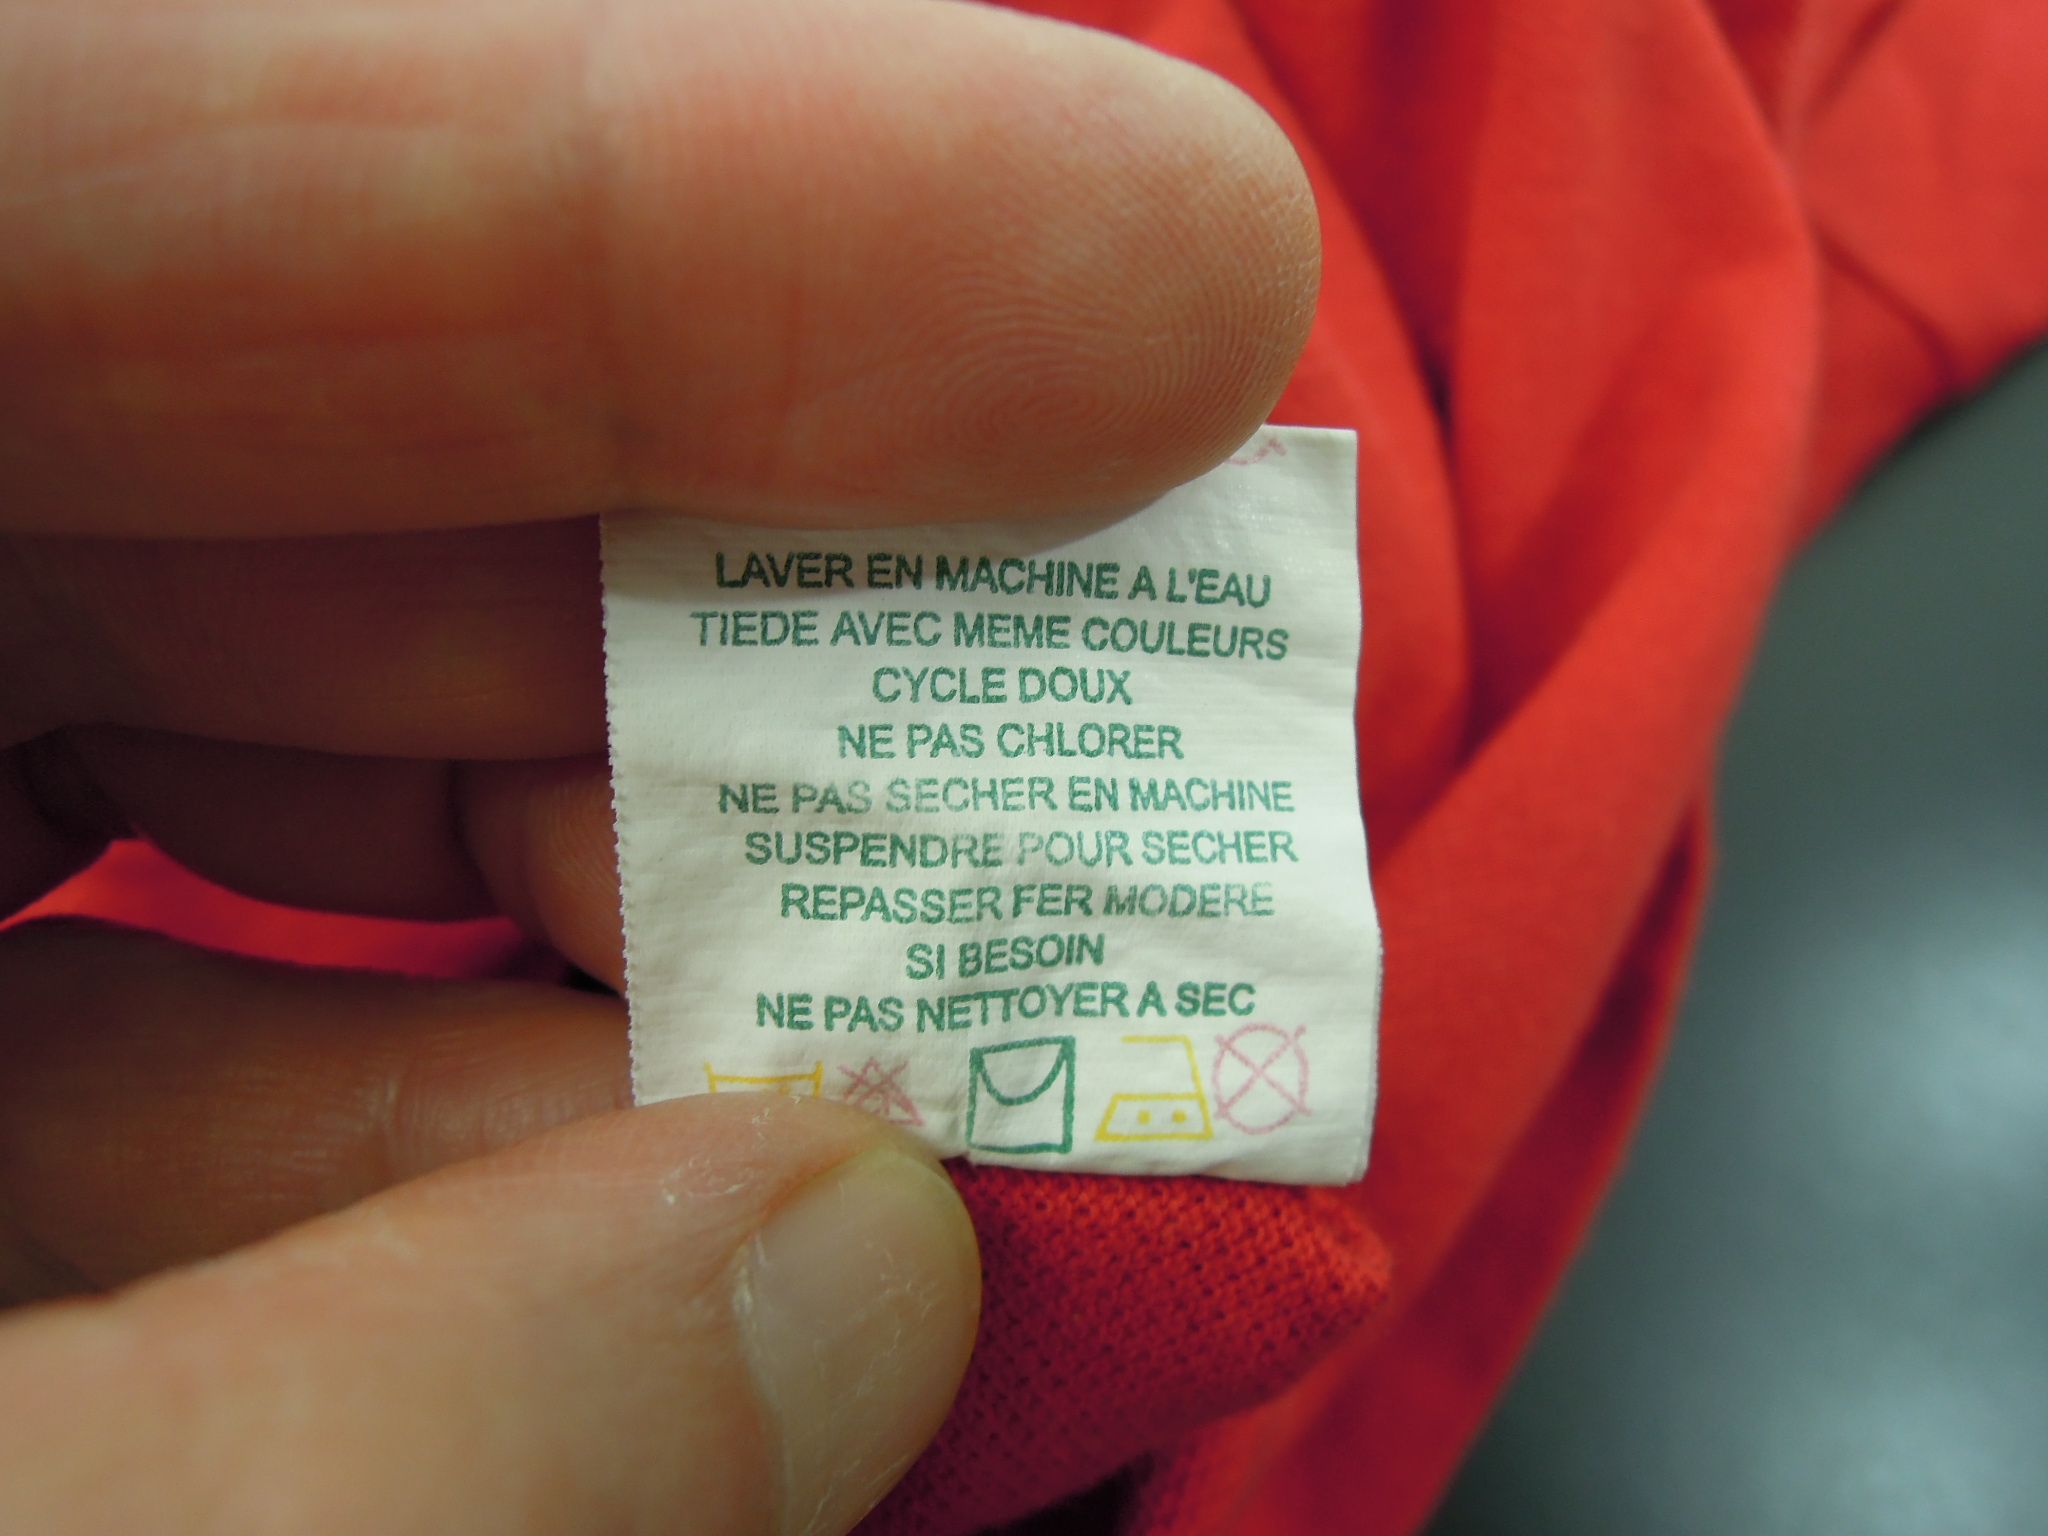 LAVER EN MACHINE A L'EAU
TIEDE AVEC MEME COULEURS
CYCLE DOUX
NE PAS CHLORER
NE PAS SECHER EN MACHINE
SUSPENDRE POUR SECHER
REPASSER FER MODERE
SI BESOIN
NE PAS NETTOYER A SEC